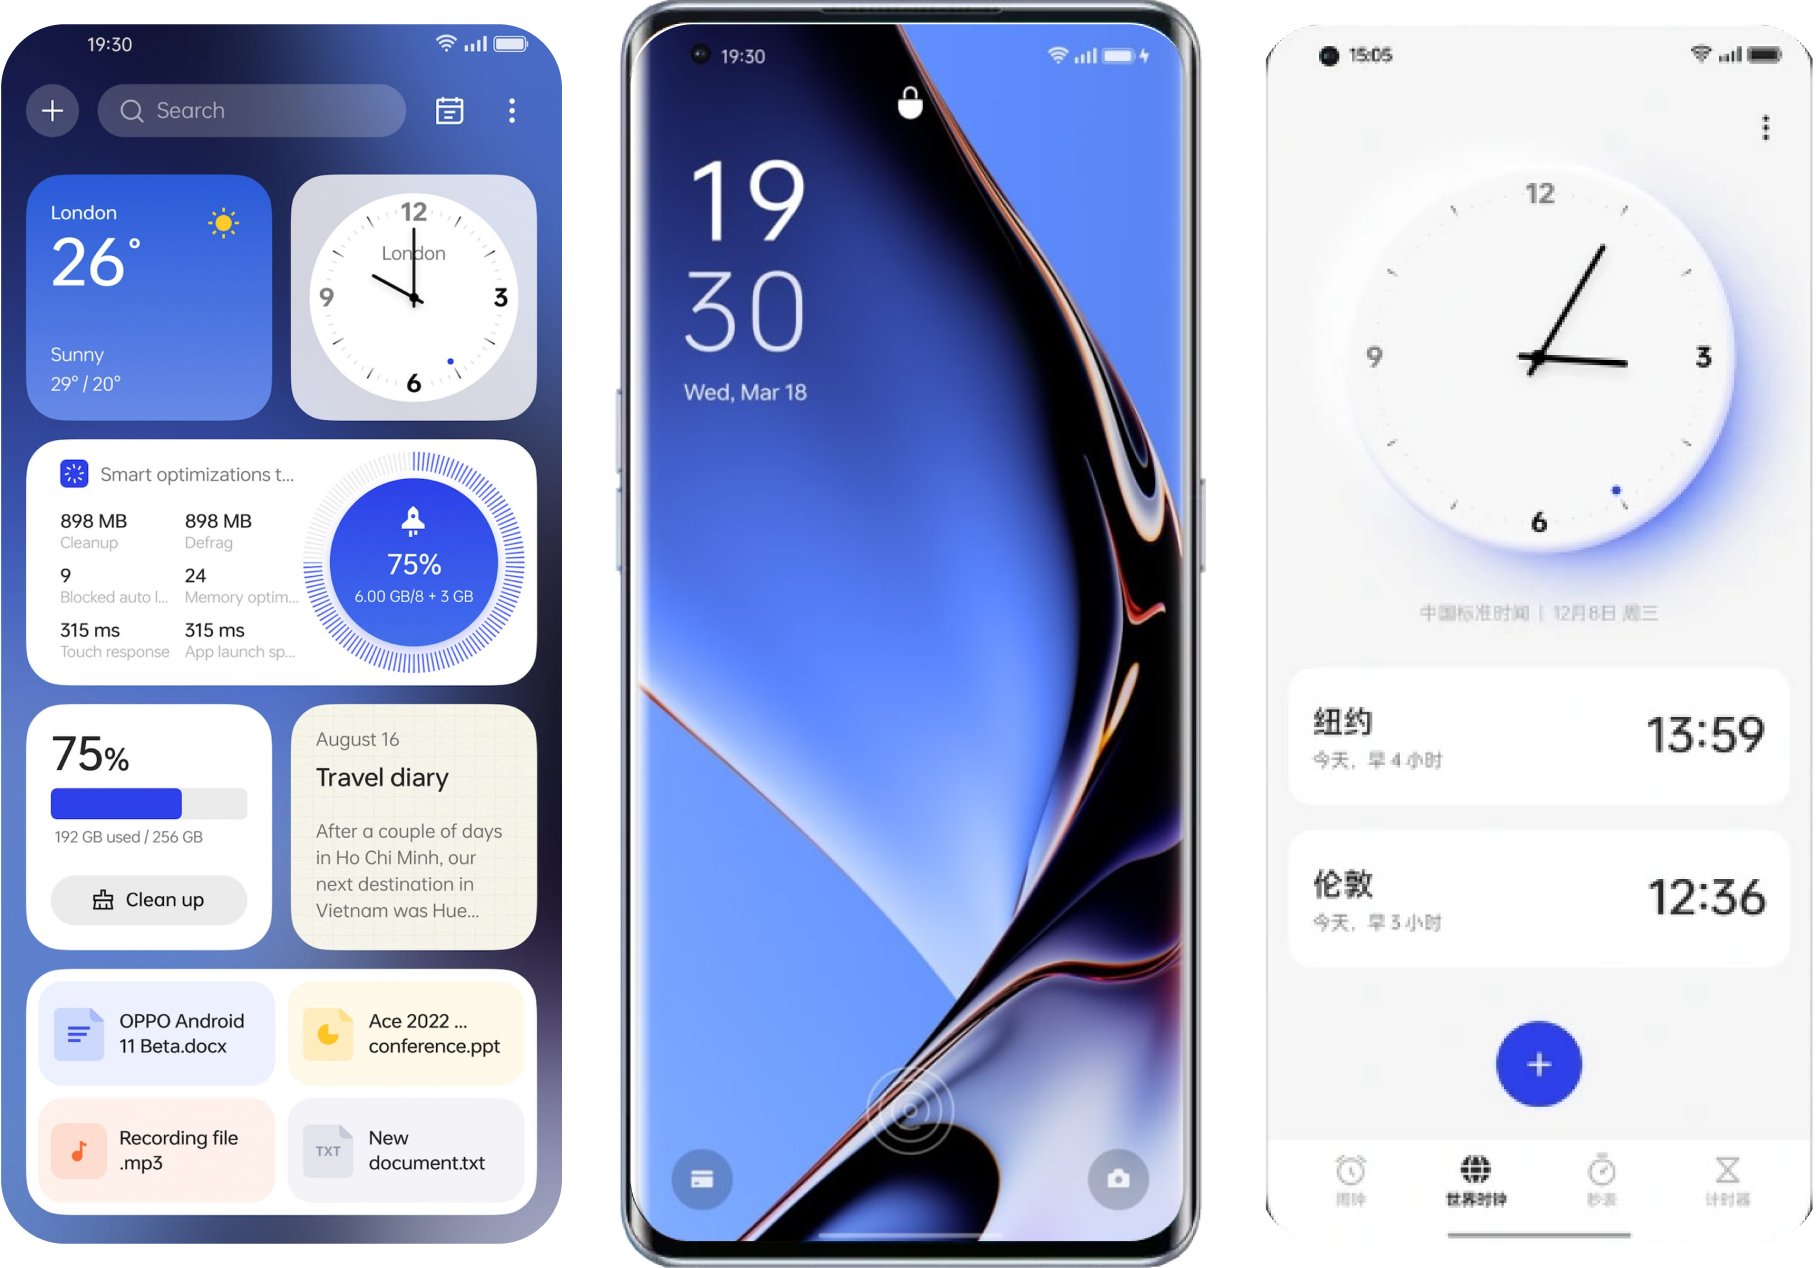 19:30
Search
London
26°
Sunny
29° / 20°
12
London
9
3
6
Smart optimizations t...
898 MB
Cleanup
898 MB
Defrag
9
Blocked auto l...
24
Memory optim...
315 ms
Touch response
315 ms
App launch sp...
75%
6.00 GB/8 + 3 GB
75%
192 GB used / 256 GB
Clean up
August 16
Travel diary
After a couple of days
in Ho Chi Minh, our
next destination in
Vietnam was Hue...
OPPO Android
11 Beta.docx
Ace 2022 ...
conference.ppt
Recording file
.mp3
TXT
New
document.txt
19:30
19
30
Wed, Mar 18
15:05
12
9
3
6
中国标准时间 | 12月8日 周三
纽约
今天，早 4 小时
13:59
伦敦
今天，早 3 小时
12:36
闹钟
世界时钟
秒表
计时器